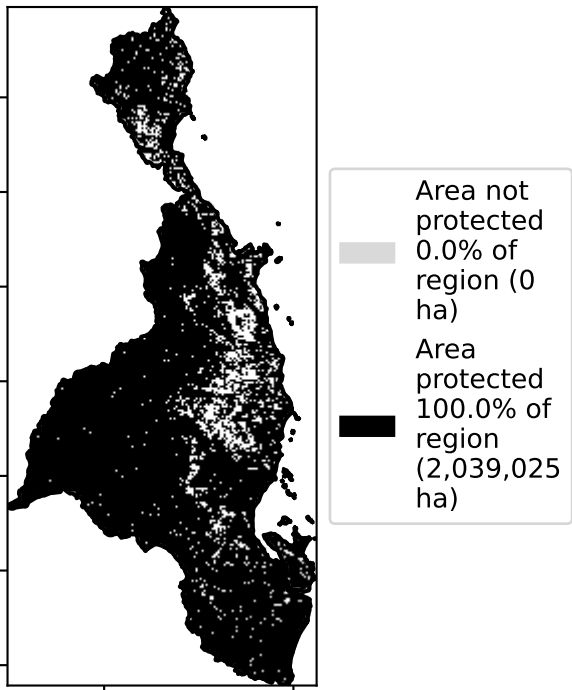 Area not
protected
0.0% of
region (0
ha)
Area
protected
100.0% of
region
(2,039,025
ha)